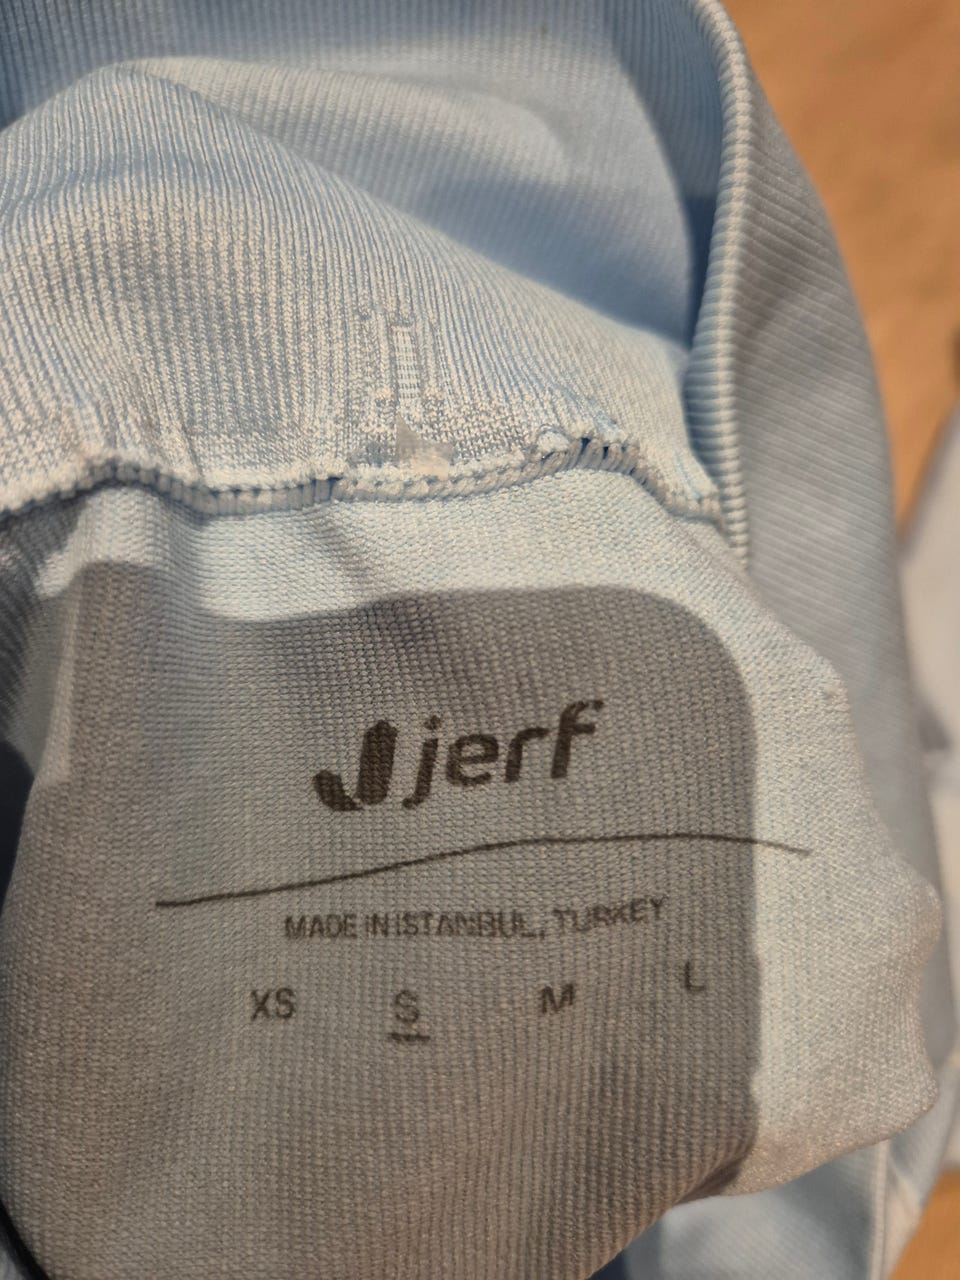 jerf
MADE IN ISTANBUL, TURKEY
XS S M L